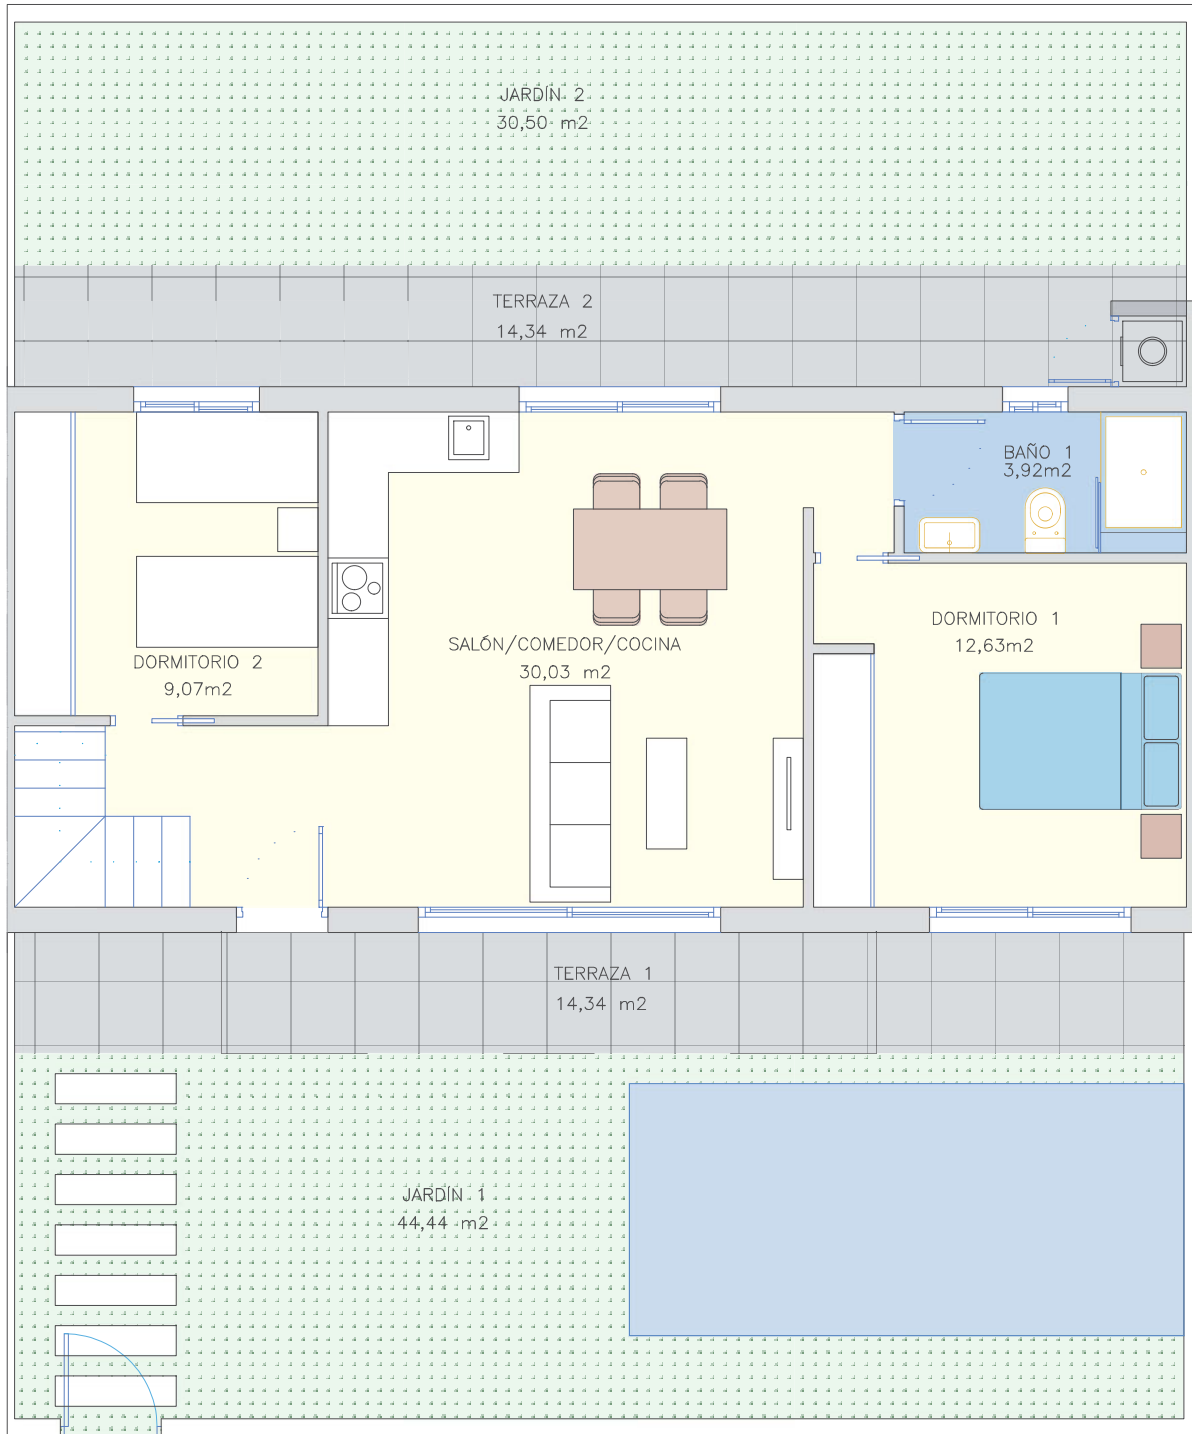 JARDÍN 2
30,50 m2
TERRAZA 2
14,34 m2
BAÑO 1
3,92m2
DORMITORIO 1
12,63m2
SALÓN/COMEDOR/COCINA
30,03 m2
DORMITORIO 2
9,07m2
TERRAZA 1
14,34 m2
JARDÍN 1
44,44 m2